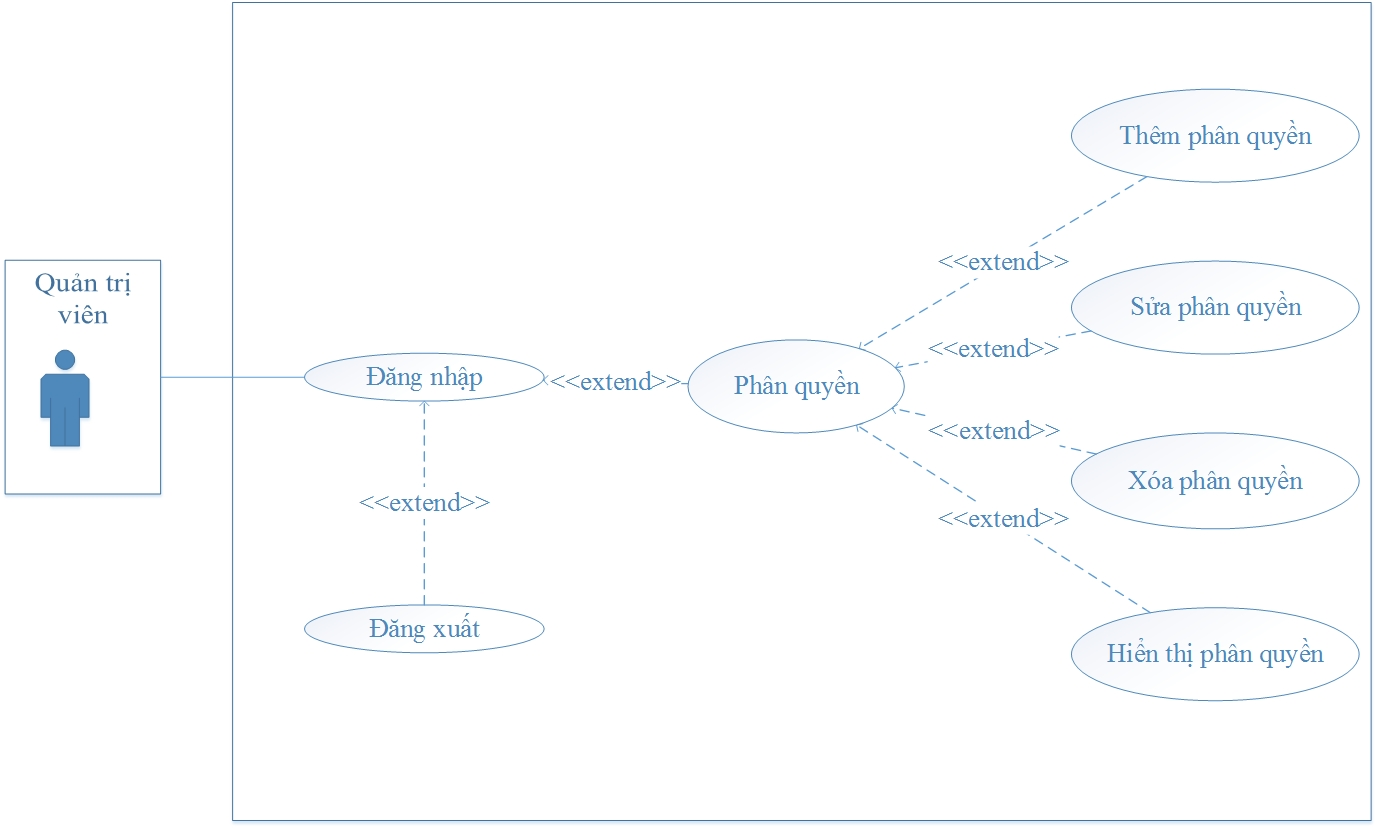 Quản trị
viên
Đăng nhập
<<extend>>
Đăng xuất
<<extend>>
Phân quyền
<<extend>>
Thêm phân quyền
<<extend>>
Sửa phân quyền
<<extend>>
Xóa phân quyền
<<extend>>
Hiển thị phân quyền